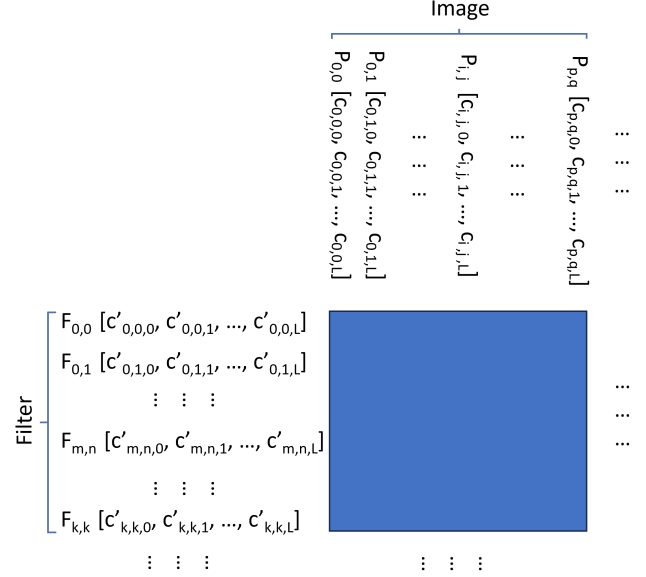 Image
P0,0 [c0,0,0, c0,0,1, ..., c0,0,L]
P0,1 [c0,1,0, c0,1,1, ..., c0,1,L]
...
...
...
Pi, j [ci, j, 0, ci, j, 1, ..., ci, j, L]
...
...
...
Pp,q [cp,q,0, cp,q,1, ..., cp,q,L]
...
...
...
Filter
F0,0 [c’0,0,0, c’0,0,1, ..., c’0,0,L]
F0,1 [c’0,1,0, c’0,1,1, ..., c’0,1,L]
⋮ ⋮ ⋮
Fm,n [c’m,n,0, c’m,n,1, ..., c’m,n,L]
⋮ ⋮ ⋮
Fk,k [c’k,k,0, c’k,k,1, ..., c’k,k,L]
⋮ ⋮ ⋮
...
...
...
⋮ ⋮ ⋮